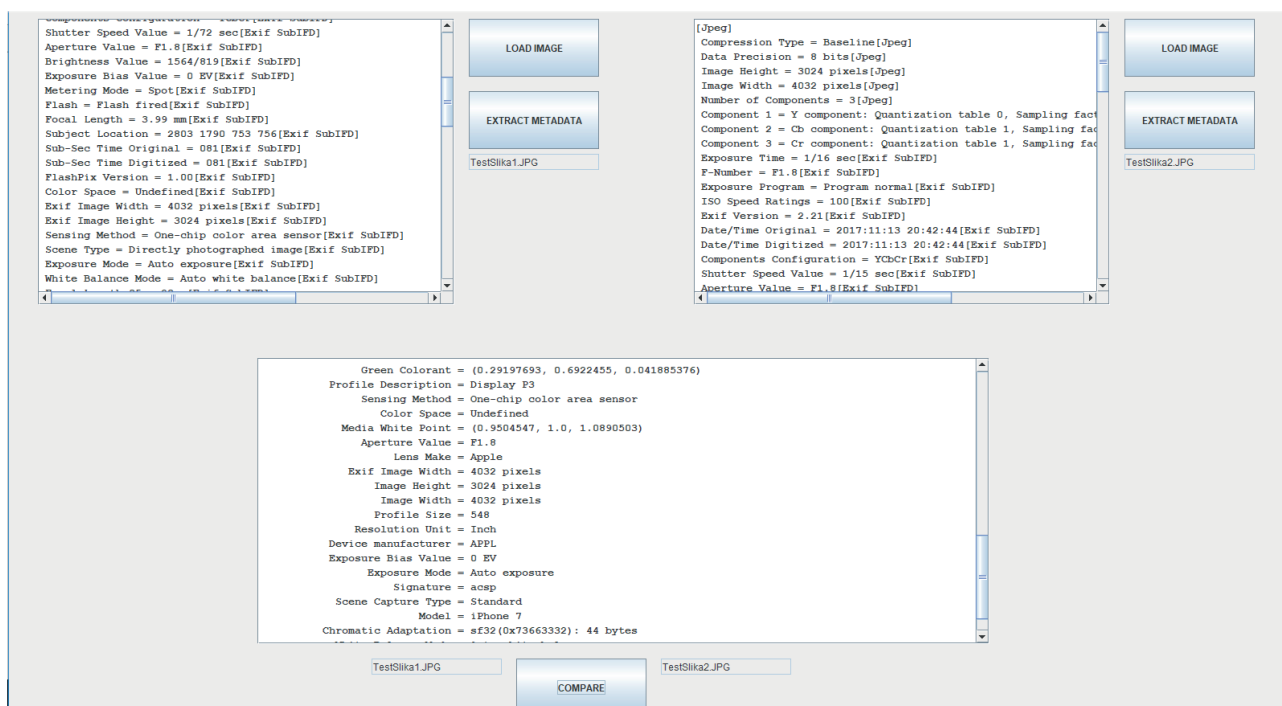 Components Configuration = YCbCr[Exif SubIFD]
Shutter Speed Value = 1/72 sec[Exif SubIFD]
Aperture Value = F1.8[Exif SubIFD]
Brightness Value = 1564/819[Exif SubIFD]
Exposure Bias Value = 0 EV[Exif SubIFD]
Metering Mode = Spot[Exif SubIFD]
Flash = Flash fired[Exif SubIFD]
Focal Length = 3.99 mm[Exif SubIFD]
Subject Location = 2803 1790 753 756[Exif SubIFD]
Sub-Sec Time Original = 081[Exif SubIFD]
Sub-Sec Time Digitized = 081[Exif SubIFD]
FlashPix Version = 1.00[Exif SubIFD]
Color Space = Undefined[Exif SubIFD]
Exif Image Width = 4032 pixels[Exif SubIFD]
Exif Image Height = 3024 pixels[Exif SubIFD]
Sensing Method = One-chip color area sensor[Exif SubIFD]
Scene Type = Directly photographed image[Exif SubIFD]
Exposure Mode = Auto exposure[Exif SubIFD]
White Balance Mode = Auto white balance[Exif SubIFD]
LOAD IMAGE
EXTRACT METADATA
TestSlika1.JPG
[Jpeg]
Compression Type = Baseline[Jpeg]
Data Precision = 8 bits[Jpeg]
Image Height = 3024 pixels[Jpeg]
Image Width = 4032 pixels[Jpeg]
Number of Components = 3[Jpeg]
Component 1 = Y component: Quantization table 0, Sampling fact
Component 2 = Cb component: Quantization table 1, Sampling fac
Component 3 = Cr component: Quantization table 1, Sampling fac
Exposure Time = 1/16 sec[Exif SubIFD]
F-Number = F1.8[Exif SubIFD]
Exposure Program = Program normal[Exif SubIFD]
ISO Speed Ratings = 100[Exif SubIFD]
Exif Version = 2.21[Exif SubIFD]
Date/Time Original = 2017:11:13 20:42:44[Exif SubIFD]
Date/Time Digitized = 2017:11:13 20:42:44[Exif SubIFD]
Components Configuration = YCbCr[Exif SubIFD]
Shutter Speed Value = 1/15 sec[Exif SubIFD]
Aperture Value = F1.8[Exif SubIFD]
LOAD IMAGE
EXTRACT METADATA
TestSlika2.JPG
Green Colorant = (0.29197693, 0.6922455, 0.041885376)
Profile Description = Display P3
Sensing Method = One-chip color area sensor
Color Space = Undefined
Media White Point = (0.9504547, 1.0, 1.0890503)
Aperture Value = F1.8
Lens Make = Apple
Exif Image Width = 4032 pixels
Image Height = 3024 pixels
Image Width = 4032 pixels
Profile Size = 548
Resolution Unit = Inch
Device manufacturer = APPL
Exposure Bias Value = 0 EV
Exposure Mode = Auto exposure
Signature = acsp
Scene Capture Type = Standard
Model = iPhone 7
Chromatic Adaptation = sf32(0x73663332): 44 bytes
TestSlika1.JPG
COMPARE
TestSlika2.JPG